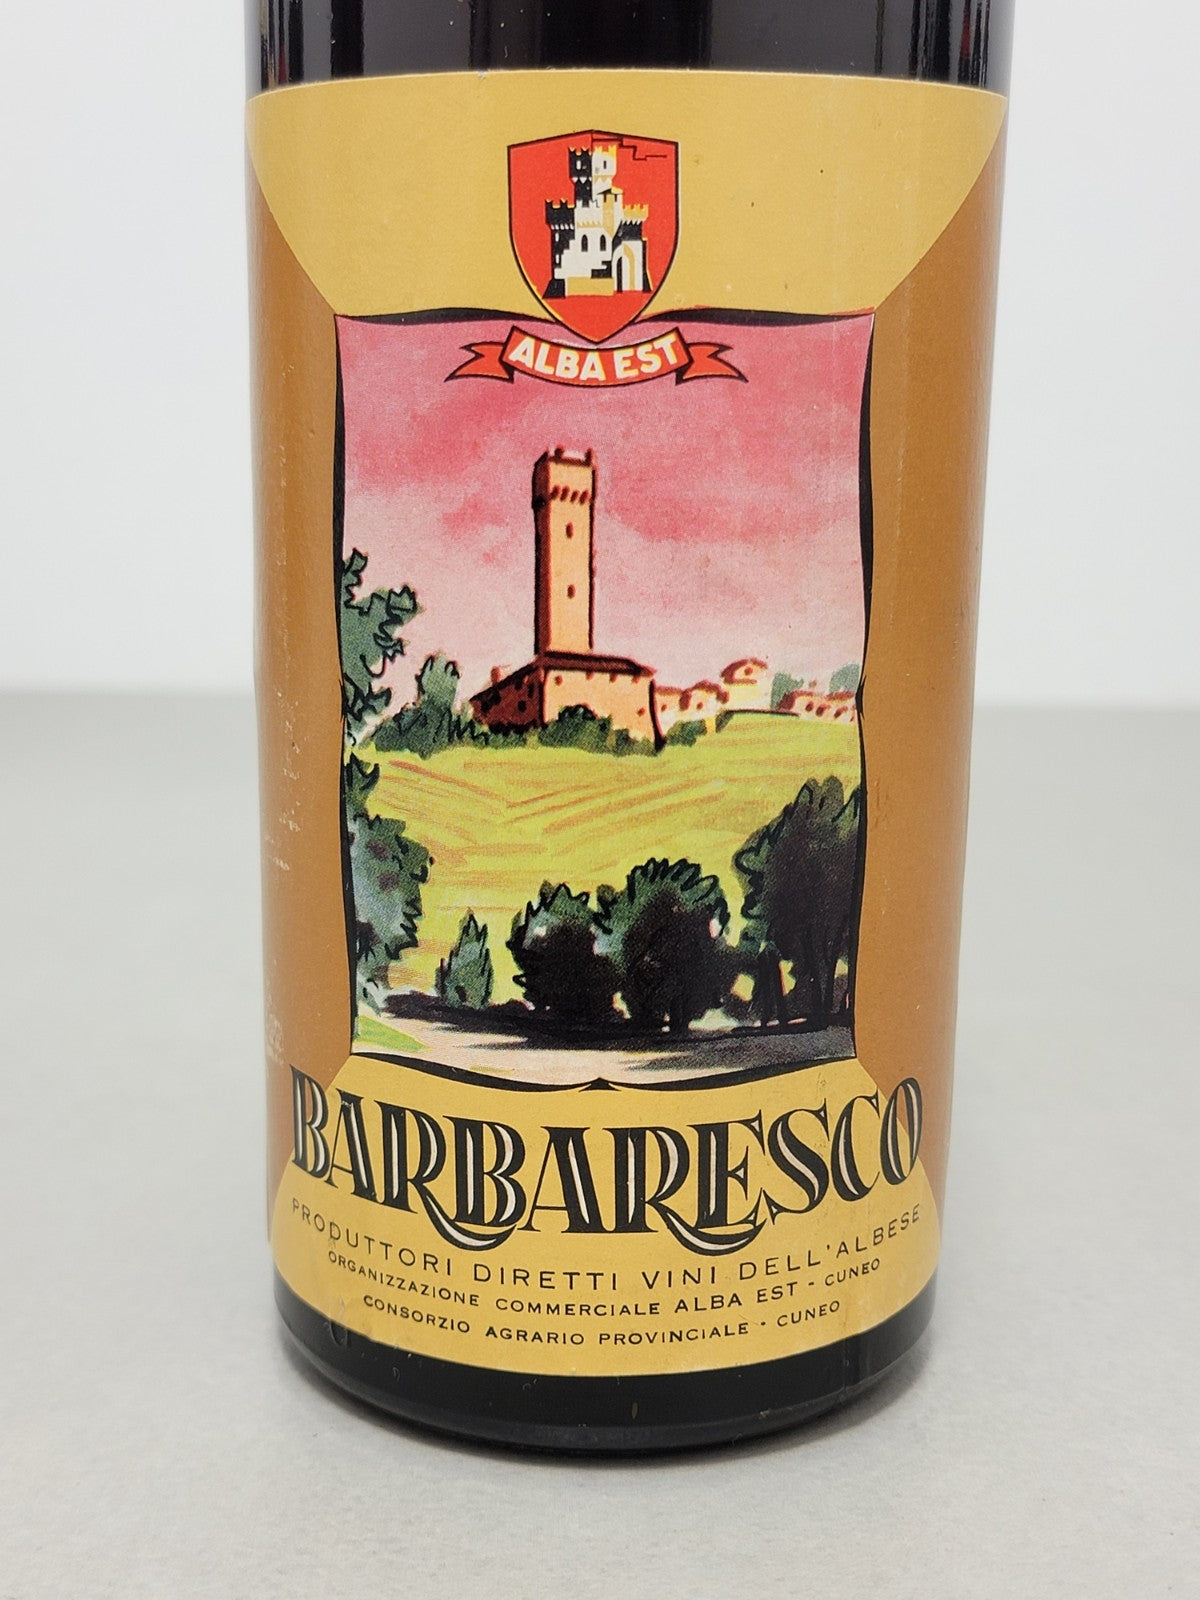 ALBA EST
BARBARESCO
PRODUTTORI DIRETTI VINI DELL'ALBESE
ORGANIZZAZIONE COMMERCIALE ALBA EST - CUNEO
CONSORZIO AGRARIO PROVINCIALE - CUNEO